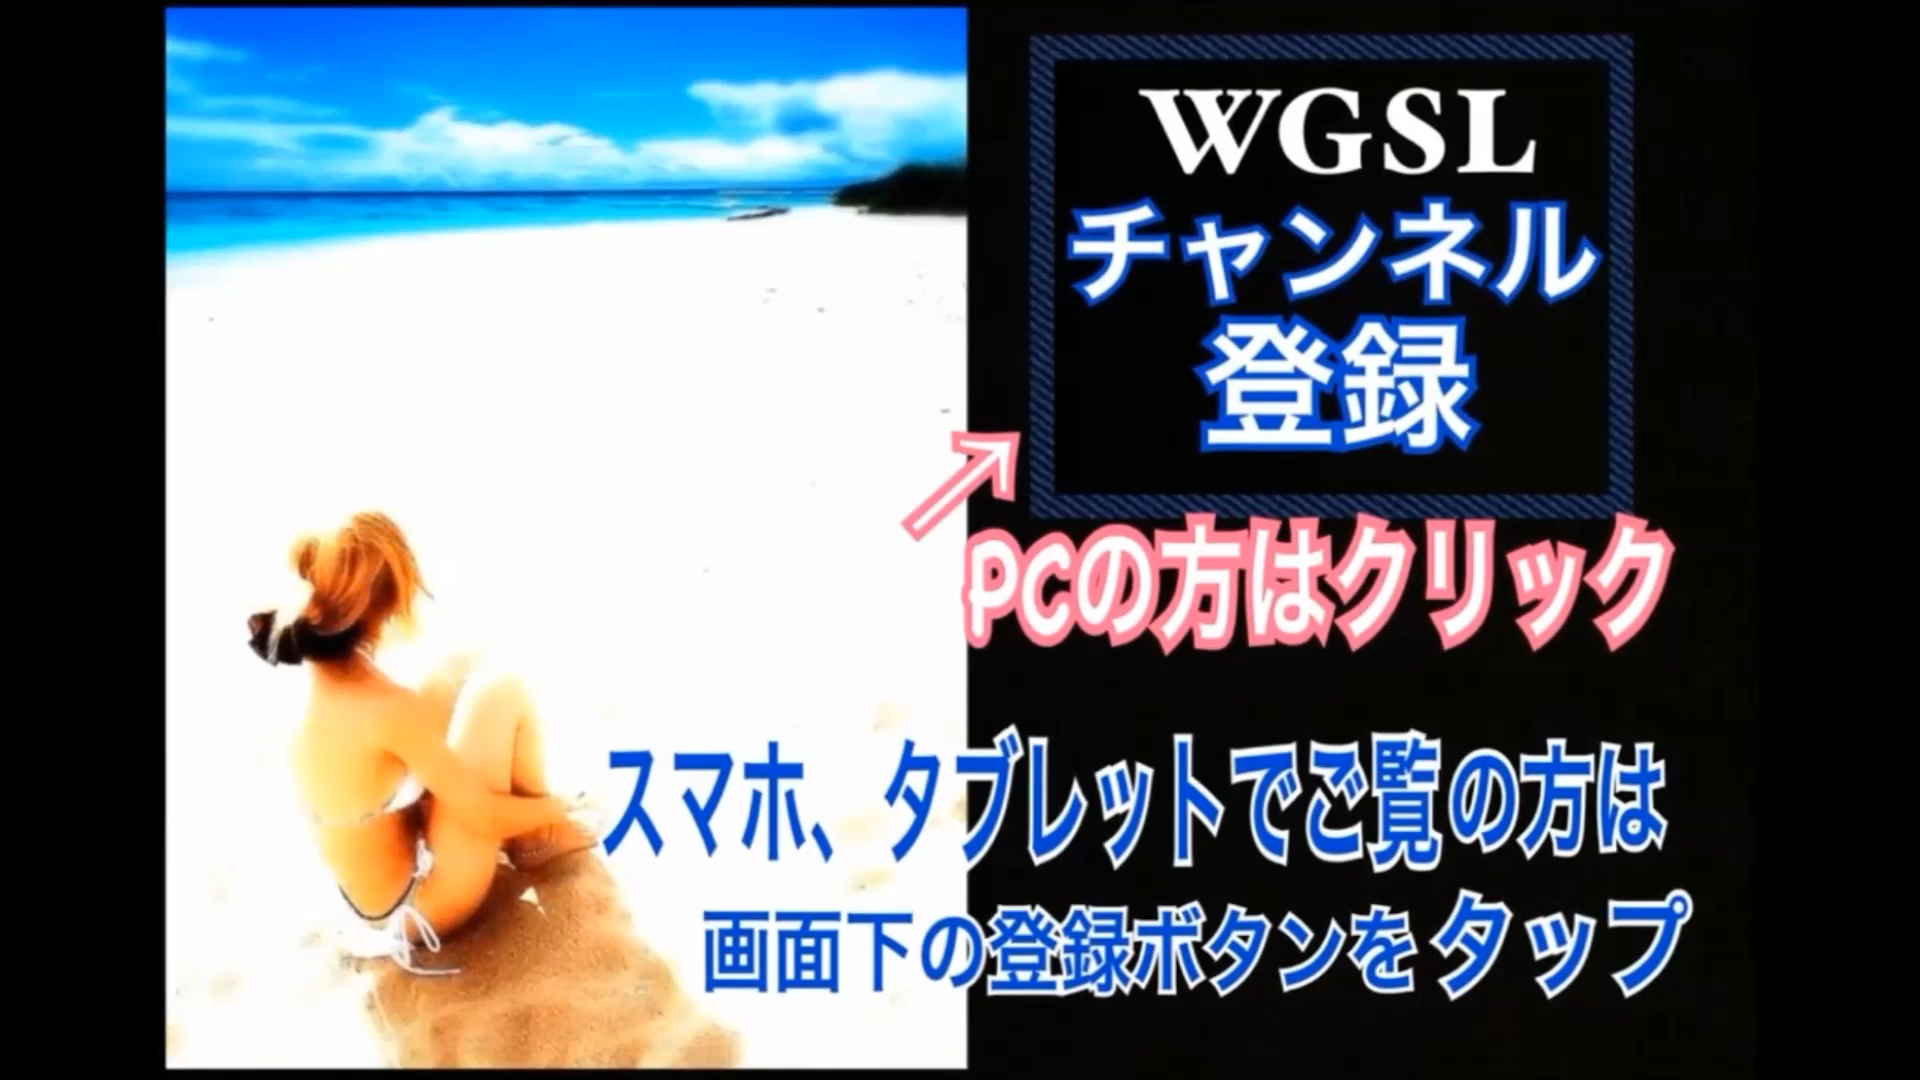 WGSL
チャンネル
登録
PCの方はクリック
スマホ、タブレットでご覧の方は
画面下の登録ボタンをタップ